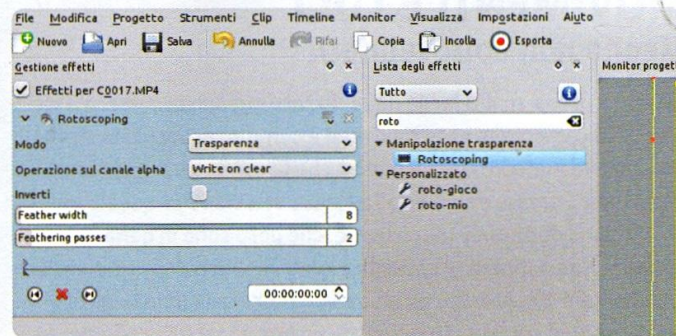 File Modifica Progetto Strumenti Clip Timeline Monitor Visualizza Impostazioni Aiuto
Nuovo Apri Salva Annulla Rifai Copia Incolla Esporta
Gestione effetti
Effetti per C0017.MP4
Rotoscoping
Modo Trasparenza
Operazione sul canale alpha Write on clear
Inverti
Feather width 8
Feathering passes 2
00:00:00:00
Lista degli effetti
Tutto
roto
Manipolazione trasparenza
Rotoscoping
Personalizzato
roto-gioco
roto-mio
Monitor proget